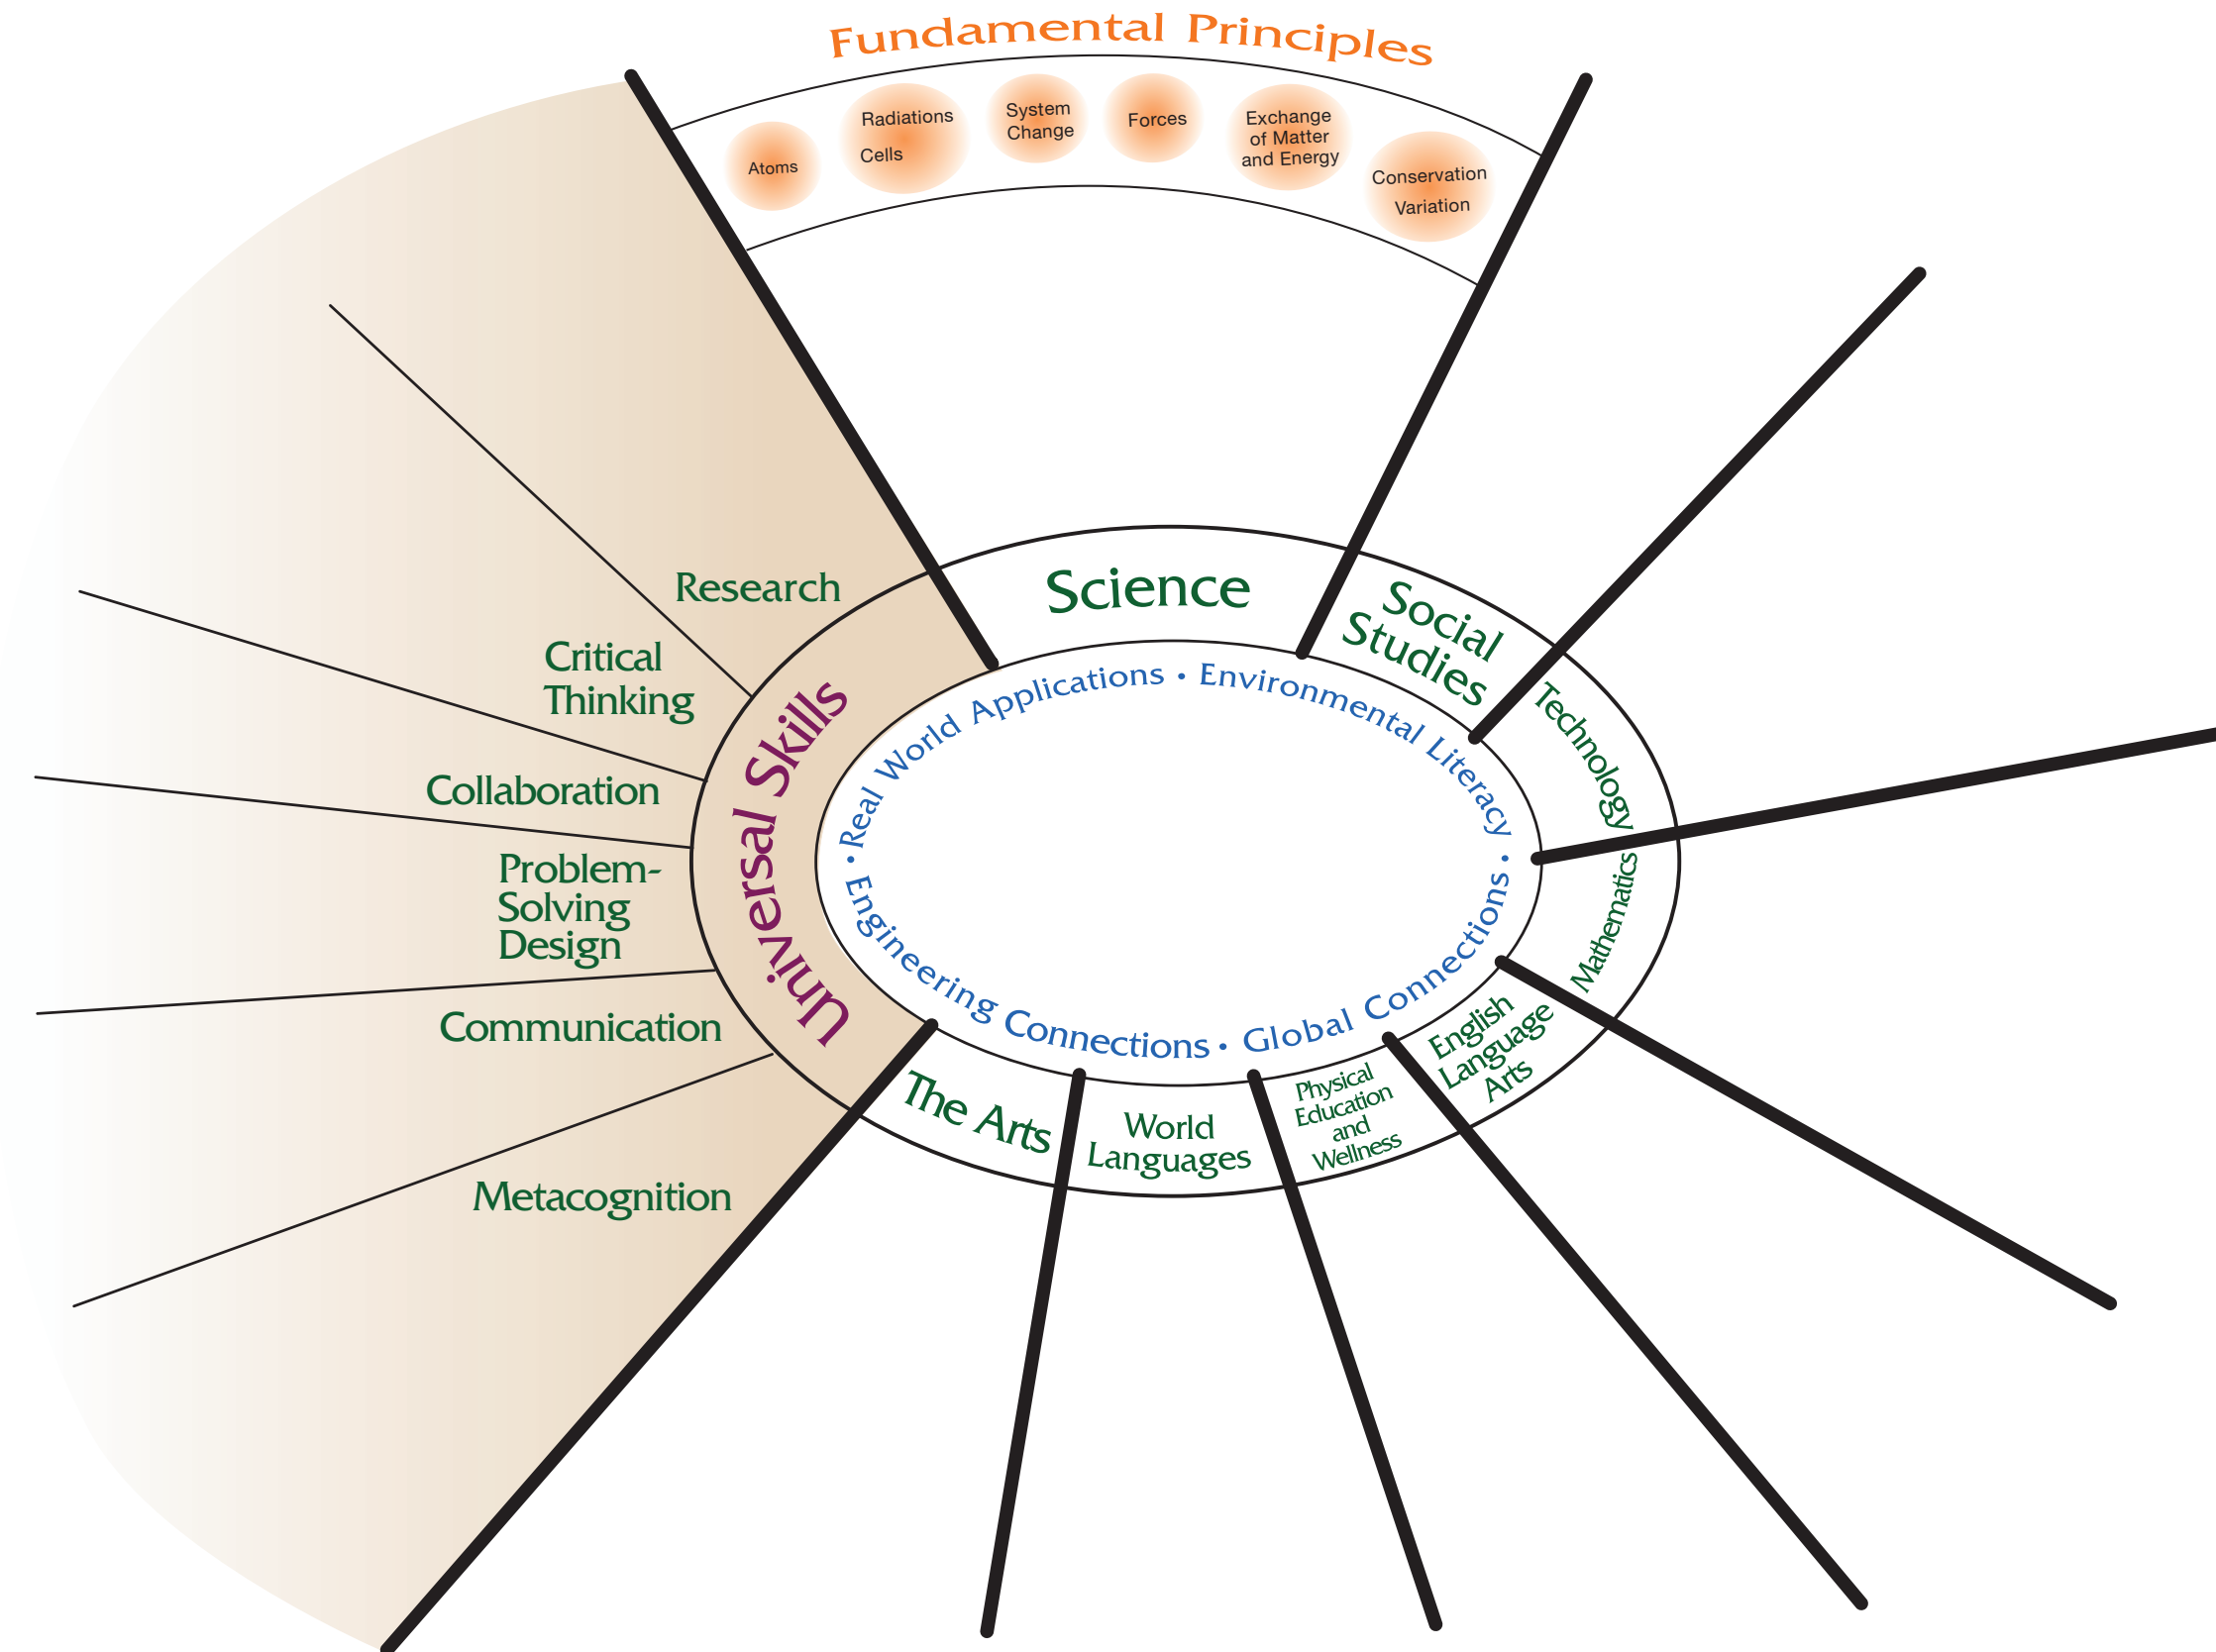 Fundamental Principles
Atoms
Radiations
Cells
System
Change
Forces
Exchange
of Matter
and Energy
Conservation
Variation
Research
Critical
Thinking
Collaboration
Problem-
Solving
Design
Communication
Metacognition
Universal Skills
Science
Social
Studies
Technology
Mathematics
English
Language
Arts
Physical
Education
and
Wellness
World
Languages
The Arts
• Real World Applications • Environmental Literacy •
• Engineering Connections • Global Connections •